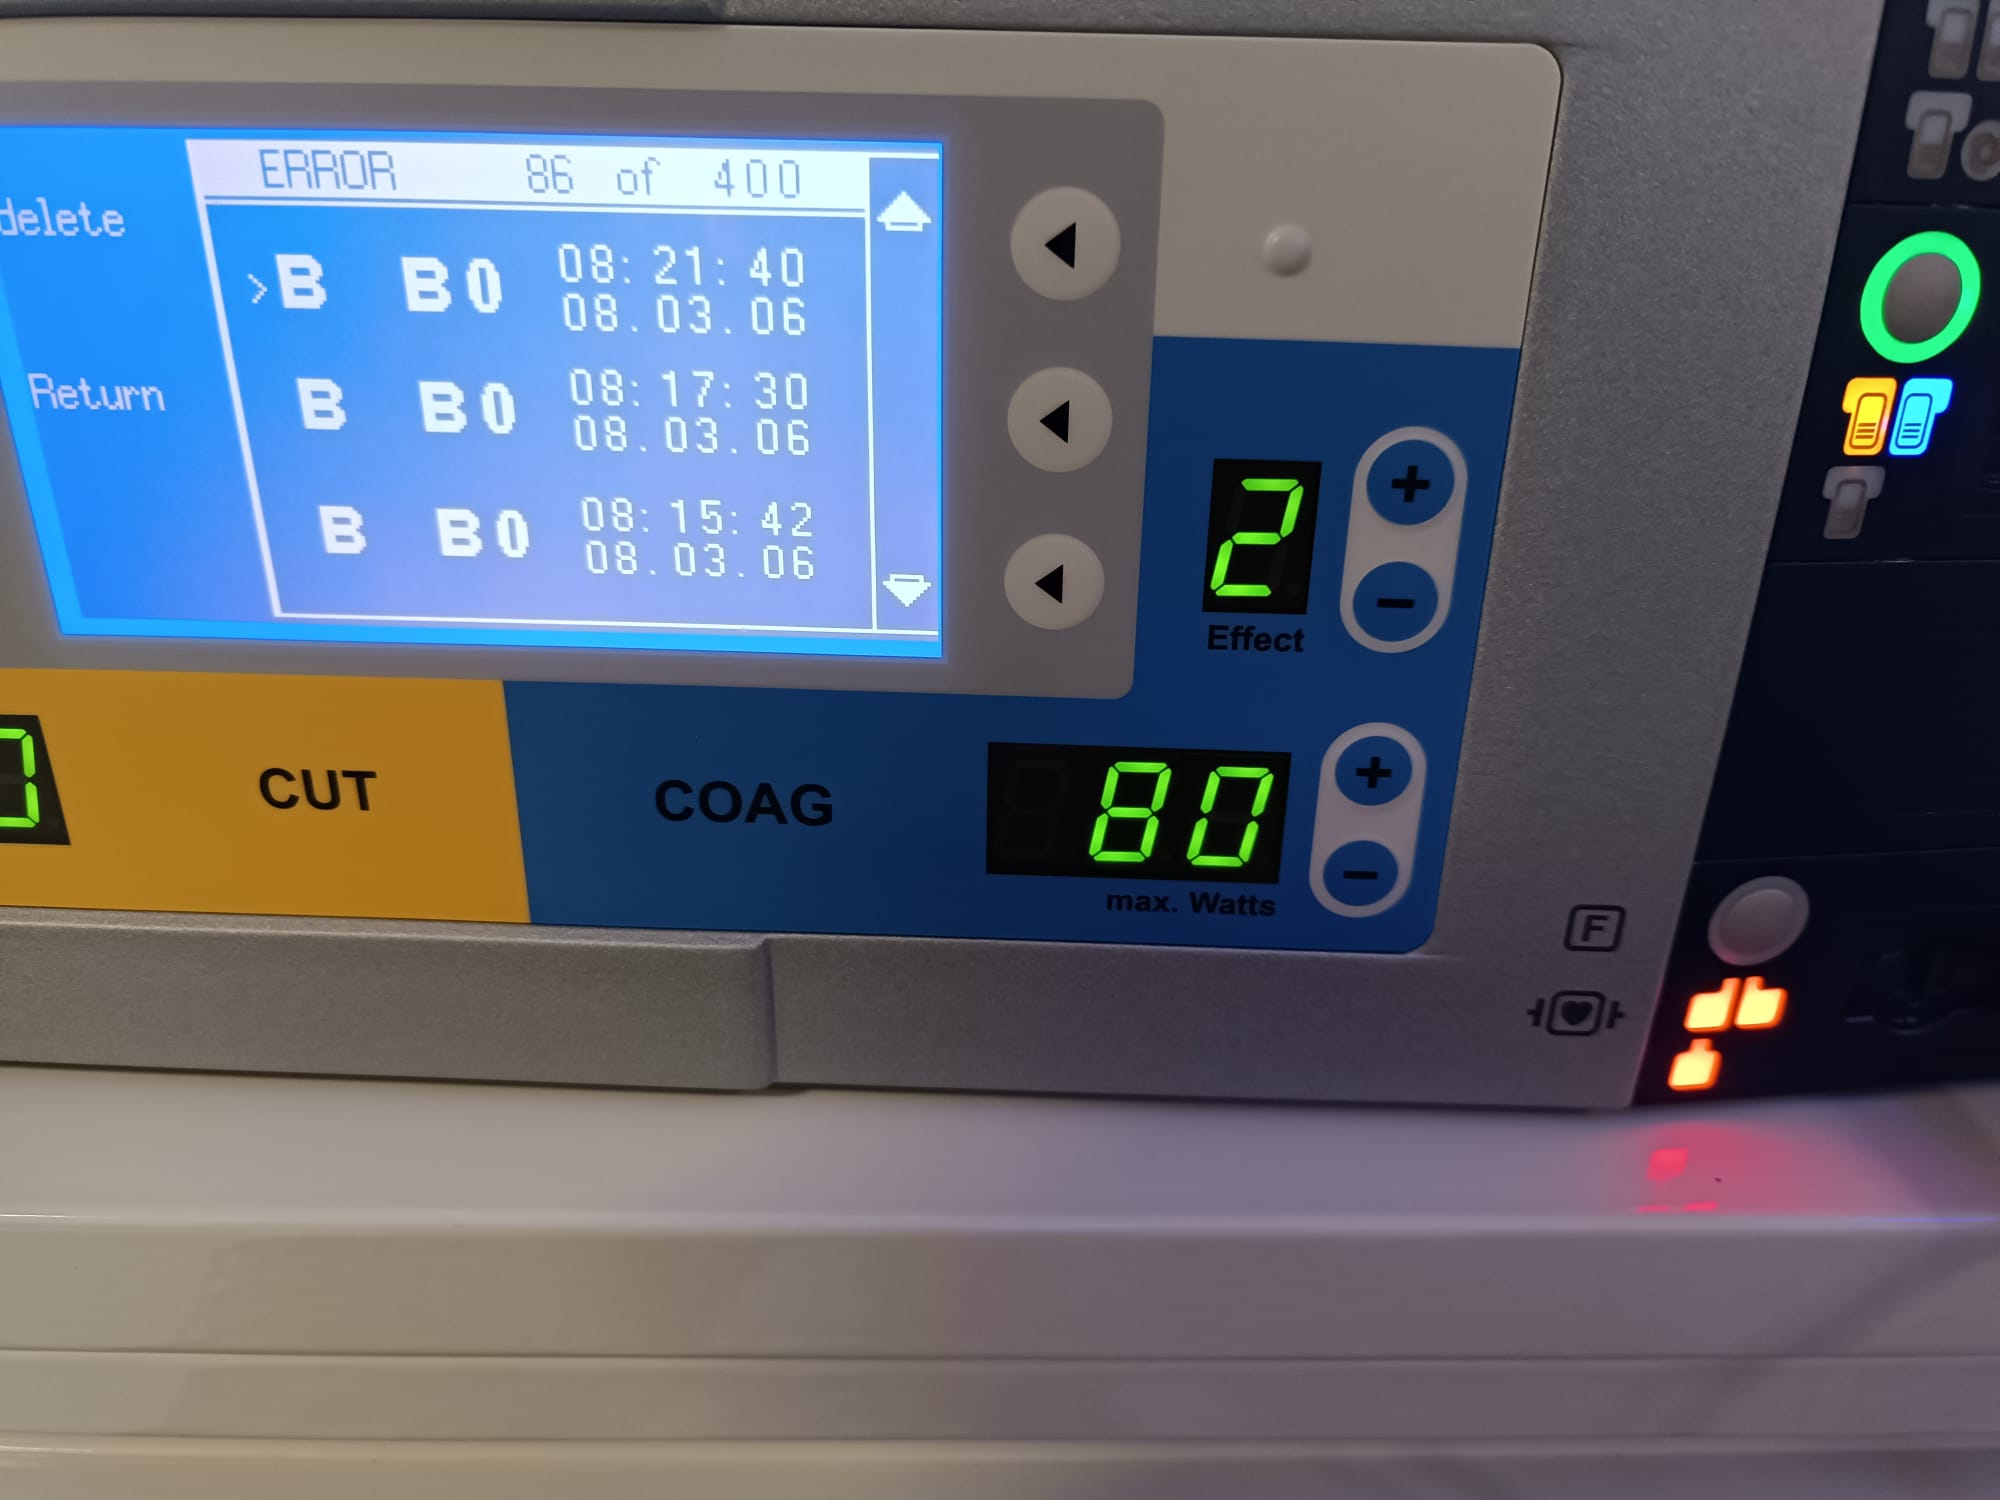 ERROR 86 of 400
delete
>B B0 08:21:40
08.03.06
Return
B B0 08:17:30
08.03.06
B B0 08:15:42
08.03.06
2
+
-
Effect
CUT
COAG
80
+
-
max. Watts
F